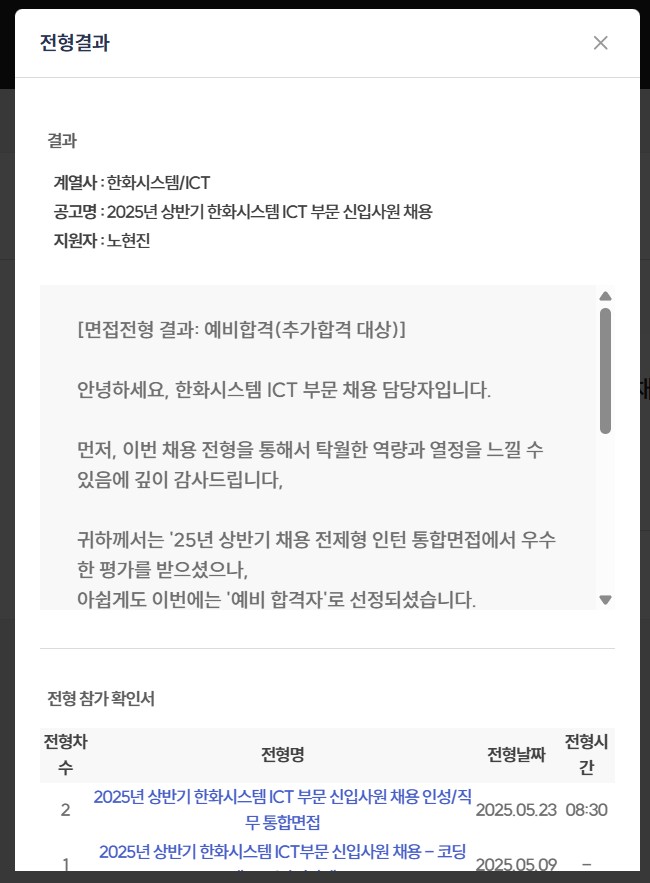 전형결과
결과
계열사 : 한화시스템/ICT
공고명 : 2025년 상반기 한화시스템 ICT 부문 신입사원 채용
지원자 : 노현진
[면접전형 결과: 예비합격(추가합격 대상)]
안녕하세요, 한화시스템 ICT 부문 채용 담당자입니다.
먼저, 이번 채용 전형을 통해서 탁월한 역량과 열정을 느낄 수
있음에 깊이 감사드립니다,
귀하께서는 '25년 상반기 채용 전제형 인턴 통합면접에서 우수
한 평가를 받으셨으나,
아쉽게도 이번에는 '예비 합격자'로 선정되셨습니다.
전형 참가 확인서
전형차
수
전형명
전형날짜
전형시
간
2
2025년 상반기 한화시스템 ICT 부문 신입사원 채용 인성/직
무 통합면접
2025.05.23
08:30
1
2025년 상반기 한화시스템 ICT부문 신입사원 채용 – 코딩
2025.05.09
–